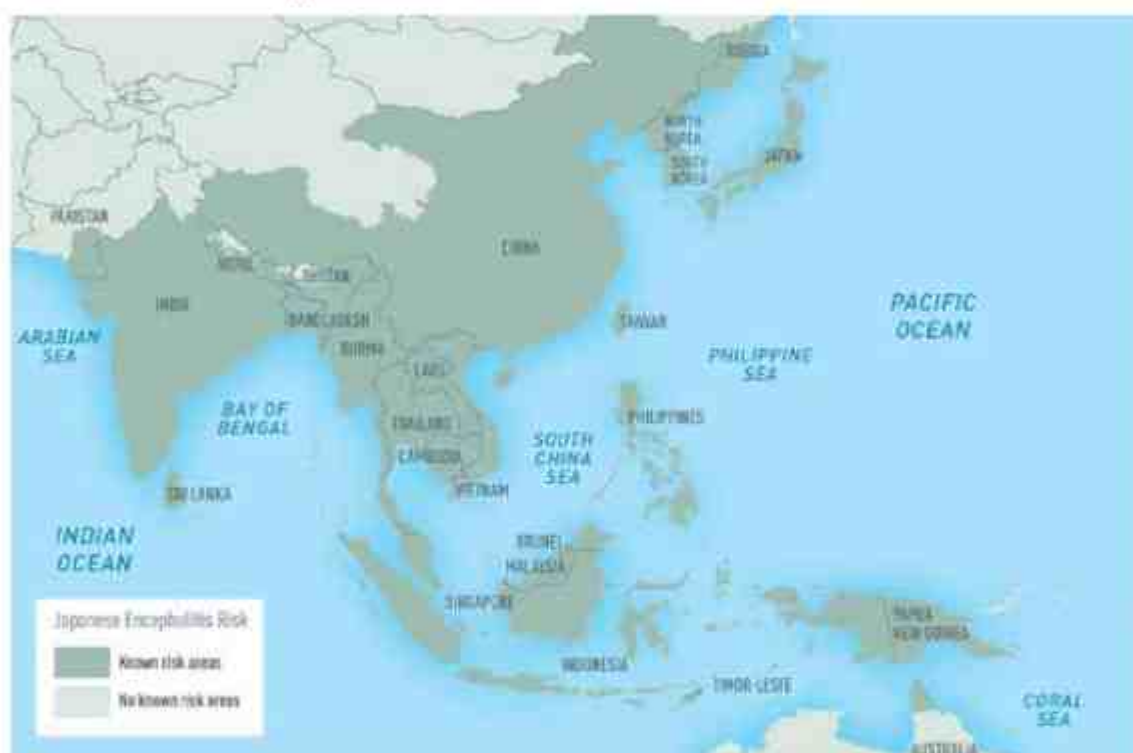 RUSSIA
NORTH
KOREA
SOUTH
KOREA
JAPAN
PAKISTAN
CHINA
NEPAL
BHUTAN
INDIA
BANGLADESH
BURMA
TAIWAN
PACIFIC
OCEAN
ARABIAN
SEA
LAOS
PHILIPPINE
SEA
BAY OF
BENGAL
THAILAND
PHILIPPINES
SOUTH
CHINA
SEA
CAMBODIA
VIETNAM
SRI LANKA
INDIAN
OCEAN
BRUNEI
MALAYSIA
SINGAPORE
PAPUA
NEW GUINEA
INDONESIA
TIMOR-LESTE
CORAL
SEA
AUSTRALIA
Japanese Encephalitis Risk
Known risk areas
No known risk areas